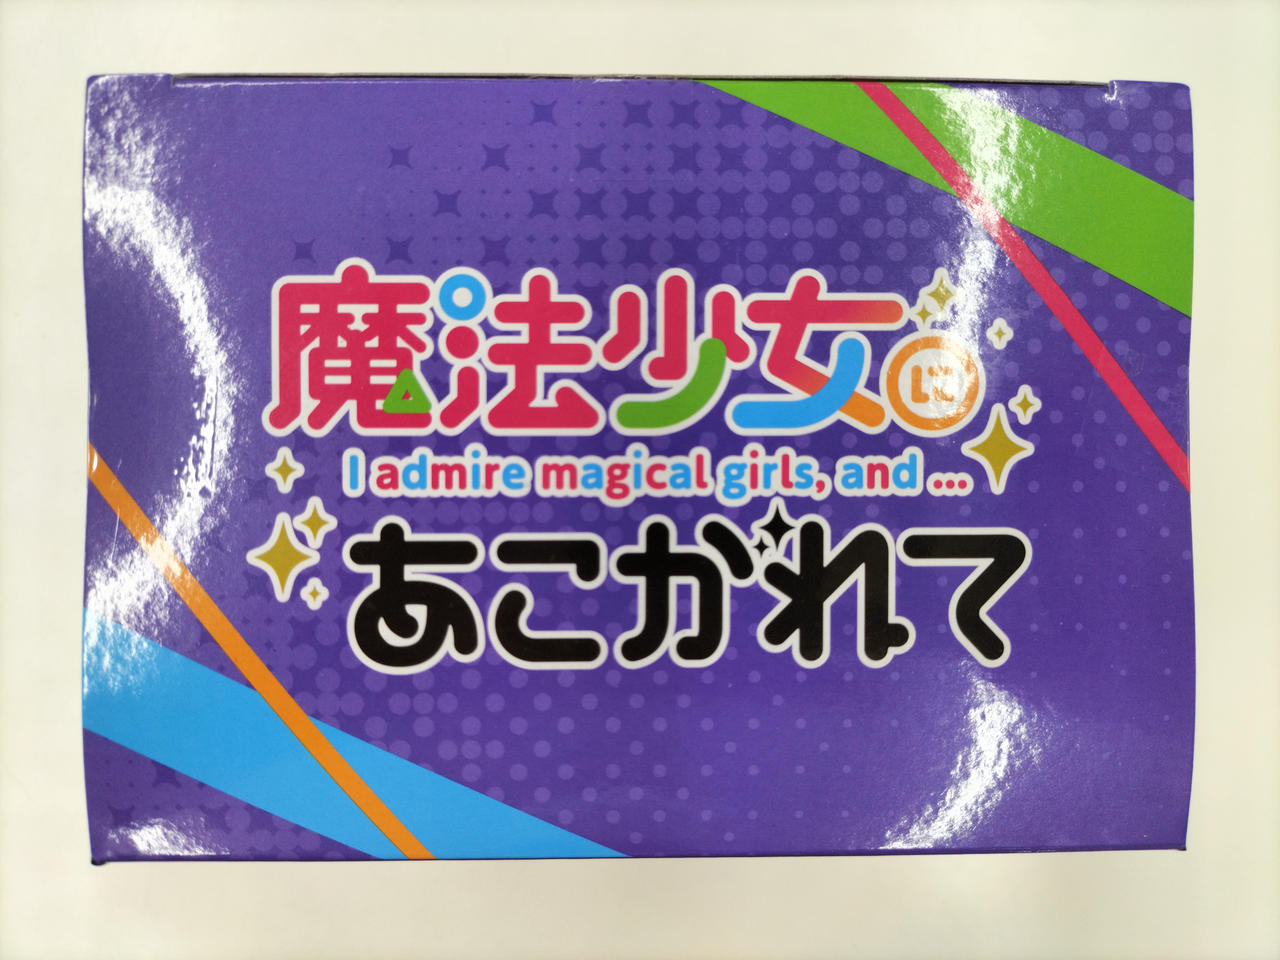 魔法少女に
I admire magical girls, and ...
あこがれて